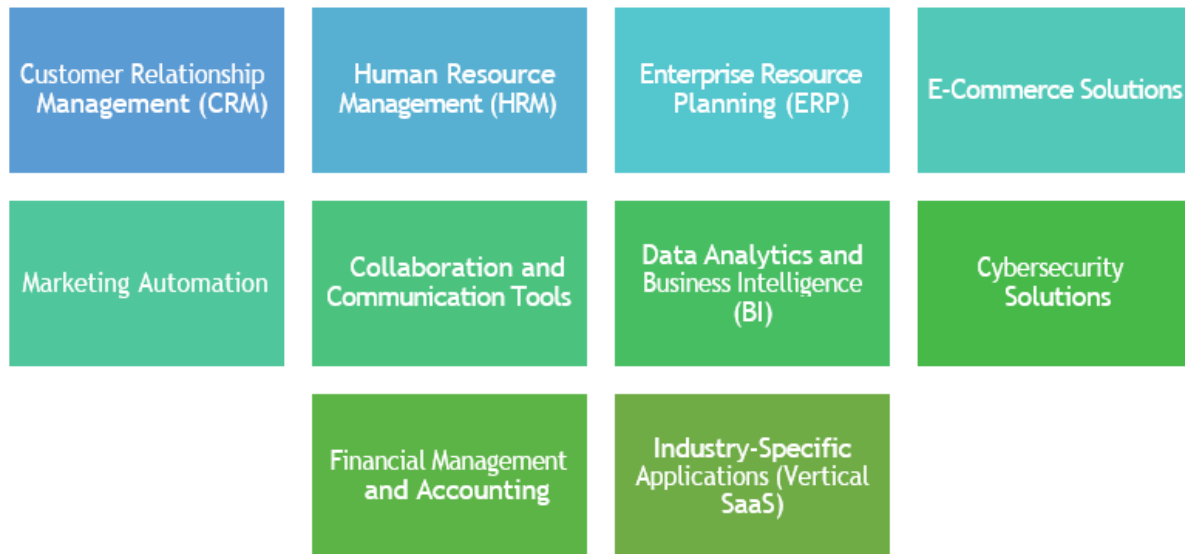 Customer Relationship
Management (CRM)
Human Resource
Management (HRM)
Enterprise Resource
Planning (ERP)
E-Commerce Solutions
Marketing Automation
Collaboration and
Communication Tools
Data Analytics and
Business Intelligence
(BI)
Cybersecurity
Solutions
Financial Management
and Accounting
Industry-Specific
Applications (Vertical
SaaS)